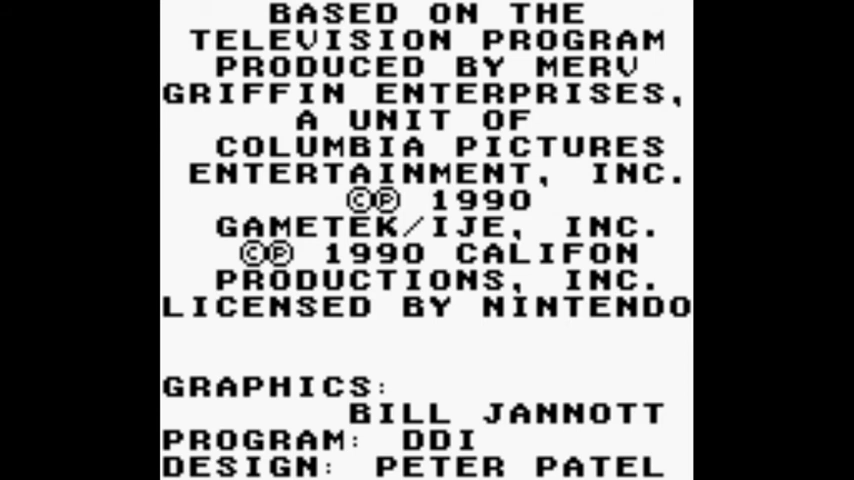 BASED ON THE
TELEVISION PROGRAM
PRODUCED BY MERV
GRIFFIN ENTERPRISES,
A UNIT OF
COLUMBIA PICTURES
ENTERTAINMENT, INC.
©℗ 1990
GAMETEK/IJE, INC.
©℗ 1990 CALIFON
PRODUCTIONS, INC.
LICENSED BY NINTENDO
GRAPHICS:
BILL JANNOTT
PROGRAM: DDI
DESIGN: PETER PATEL